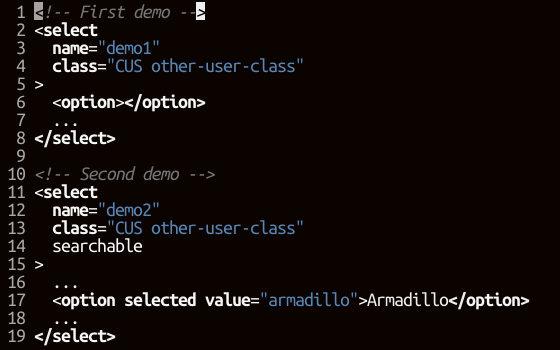 1 <!-- First demo -->
2 <select
3   name="demo1"
4   class="CUS other-user-class"
5 >
6   <option></option>
7   ...
8 </select>
9
10 <!-- Second demo -->
11 <select
12   name="demo2"
13   class="CUS other-user-class"
14   searchable
15 >
16   ...
17   <option selected value="armadillo">Armadillo</option>
18   ...
19 </select>